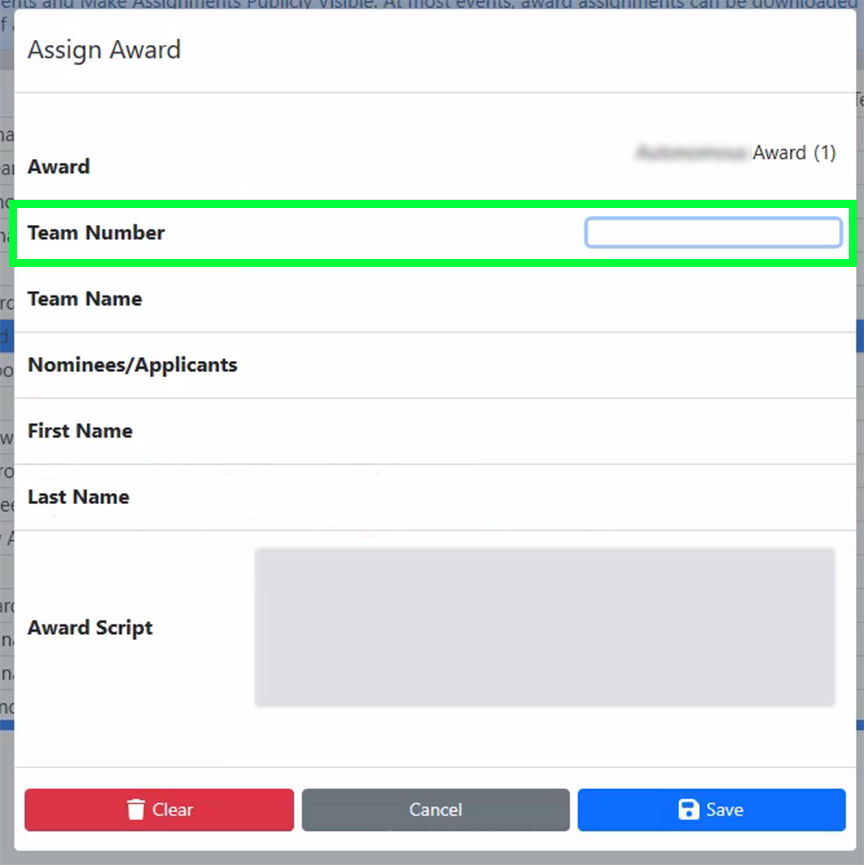 ents and Make Assignments Publicly Visible. At most events, award assignments can be downloaded
Assign Award
Award (1)
Award
Team Number
Team Name
Nominees/Applicants
First Name
Last Name
Award Script
Clear Cancel Save